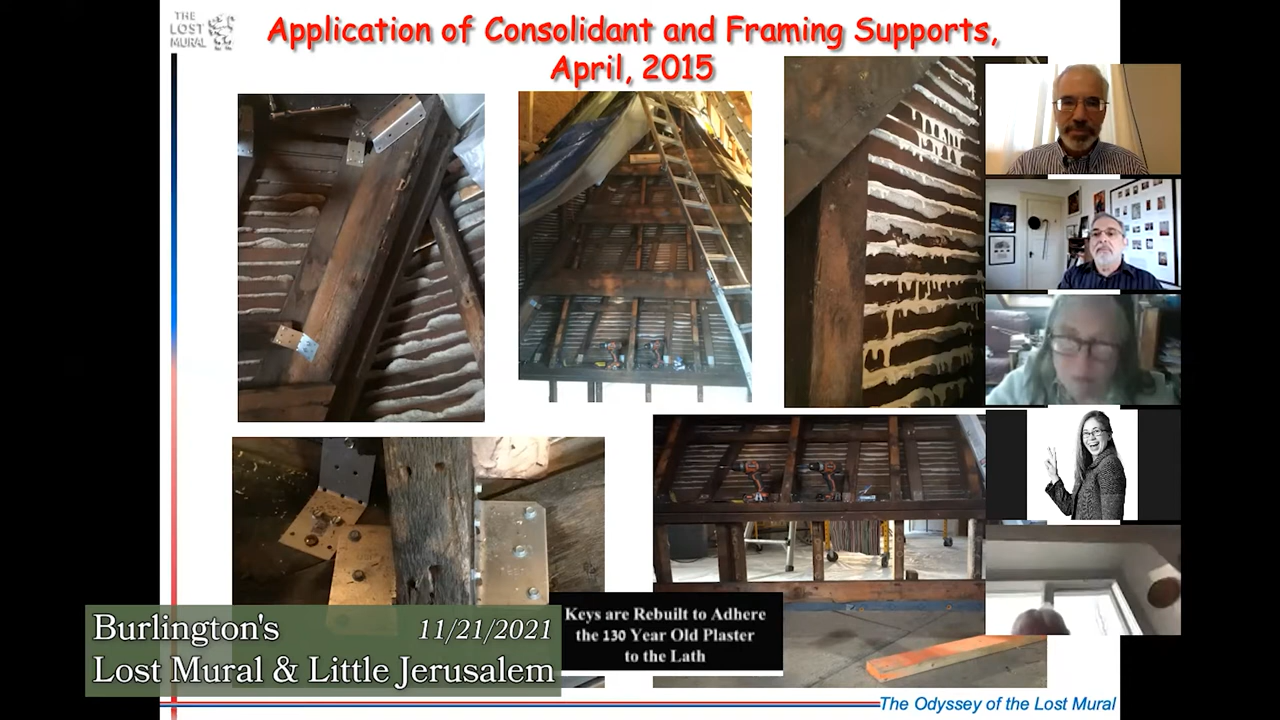 THE
LOST
MURAL
Application of Consolidant and Framing Supports,
April, 2015
Burlington's 11/21/2021
Lost Mural & Little Jerusalem
Keys are Rebuilt to Adhere
the 130 Year Old Plaster
to the Lath
The Odyssey of the Lost Mural